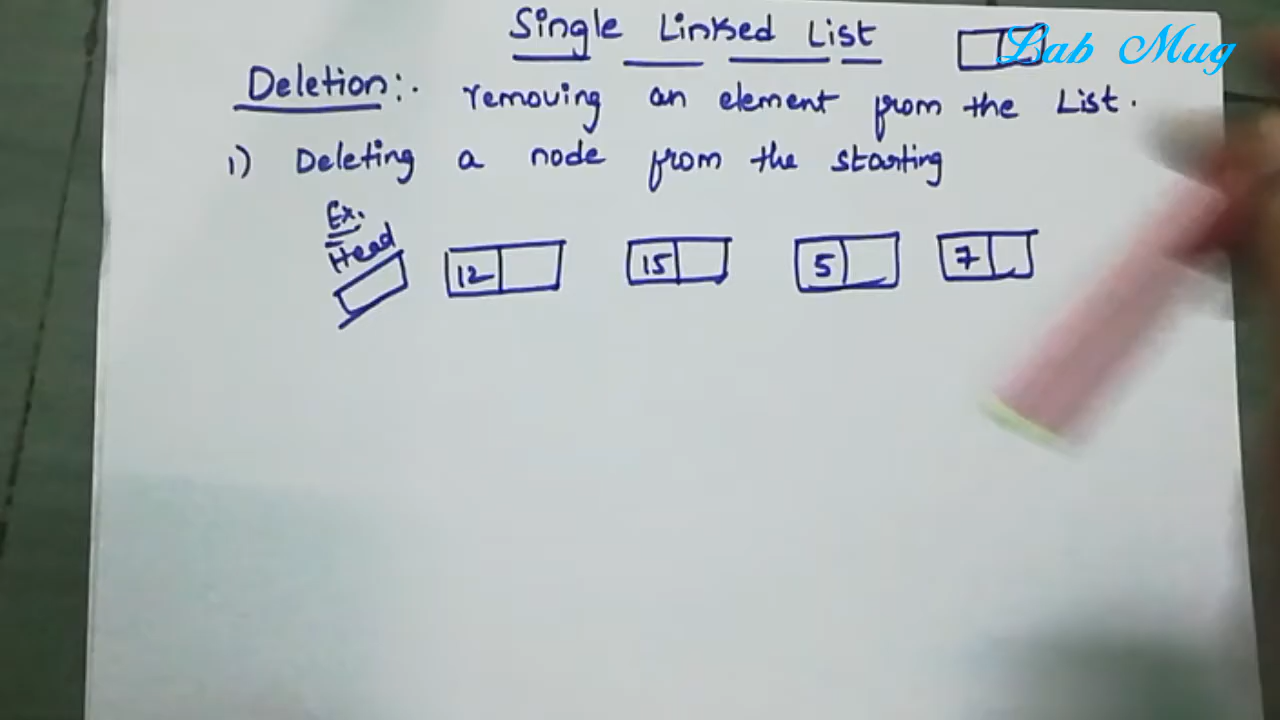 Single Linked List
Lab Mug
Deletion:- removing an element from the List.
1) Deleting a node from the starting
Ex.
Head
12 15 5 7